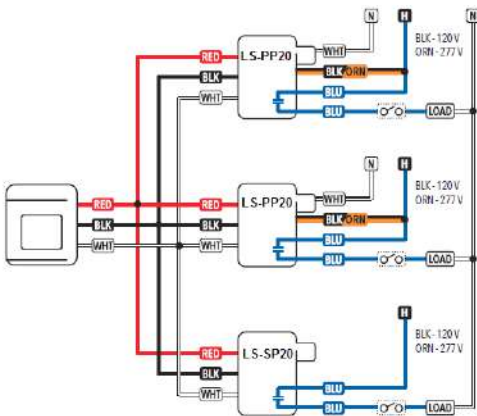 N H N
BLK - 120 V
ORN - 277 V
RED LS-PP20 WHT
BLK BLK ORN
WHT BLU
BLU LOAD
N H
BLK - 120 V
ORN - 277 V
RED RED LS-PP20 WHT
BLK BLK BLK ORN
WHT WHT BLU
BLU LOAD
H
BLK - 120 V
ORN - 277 V
RED LS-SP20
BLK
WHT BLU
BLU LOAD